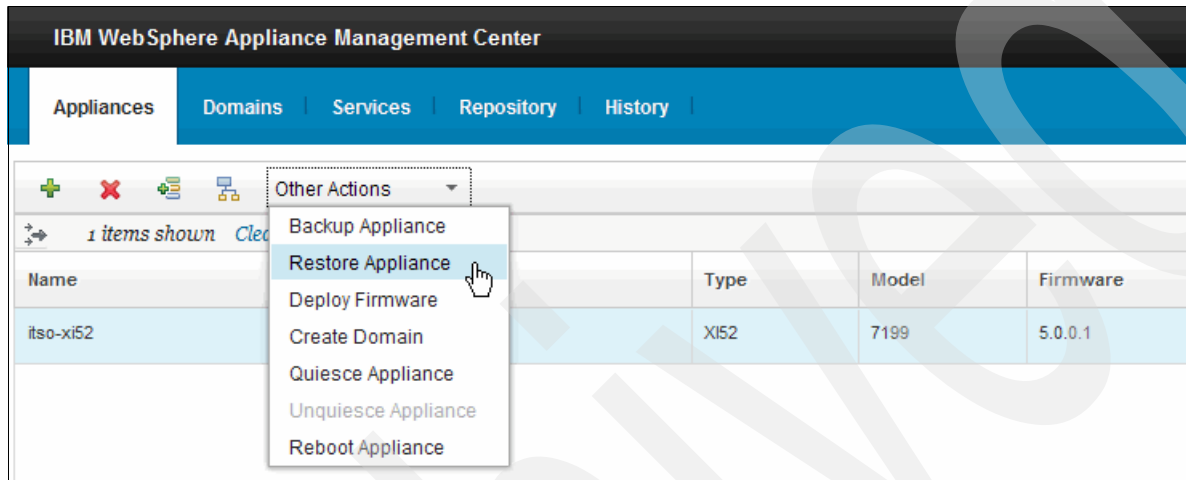 IBM WebSphere Appliance Management Center
Appliances Domains Services Repository History
Other Actions
1 items shown Clea
Backup Appliance
Restore Appliance
Deploy Firmware
Create Domain
Quiesce Appliance
Unquiesce Appliance
Reboot Appliance
Name Type Model Firmware
itso-xi52 XI52 7199 5.0.0.1